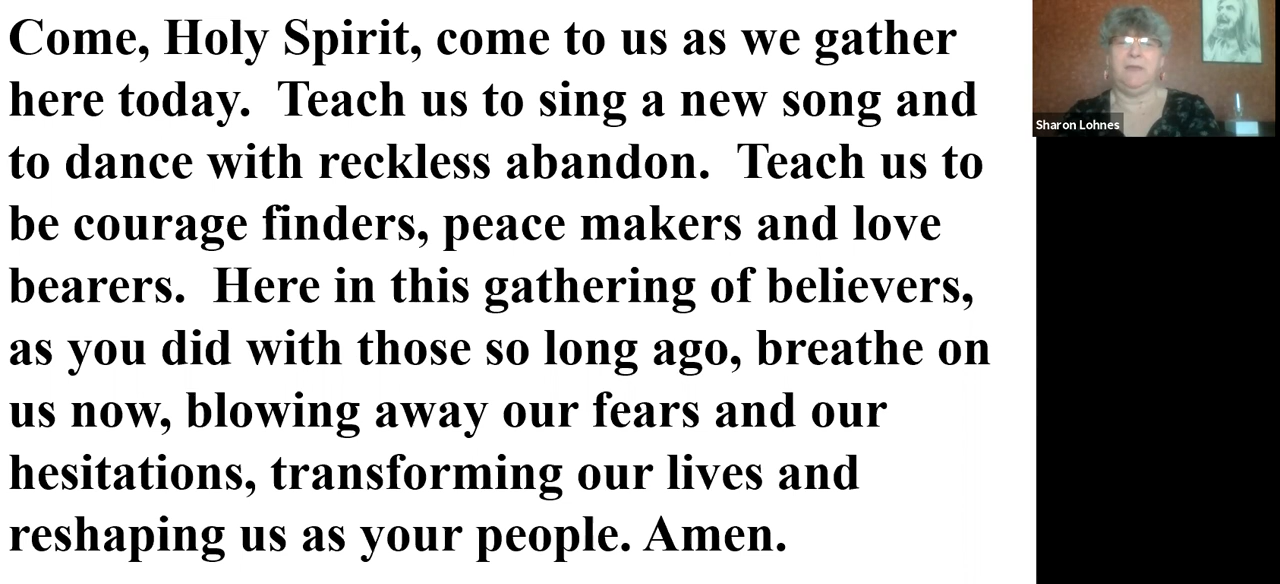 Come, Holy Spirit, come to us as we gather
here today.  Teach us to sing a new song and
to dance with reckless abandon.  Teach us to
be courage finders, peace makers and love
bearers.  Here in this gathering of believers,
as you did with those so long ago, breathe on
us now, blowing away our fears and our
hesitations, transforming our lives and
reshaping us as your people. Amen.
Sharon Lohnes